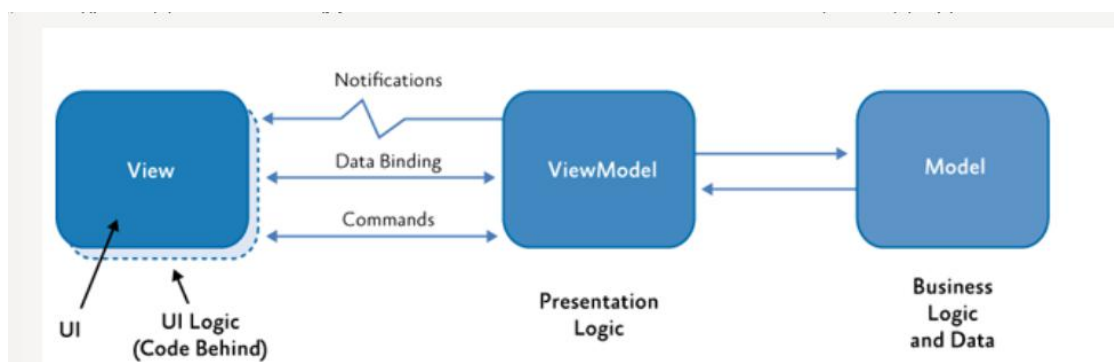 Notifications
View
Data Binding
ViewModel
Model
Commands
UI
UI Logic
(Code Behind)
Presentation
Logic
Business
Logic
and Data